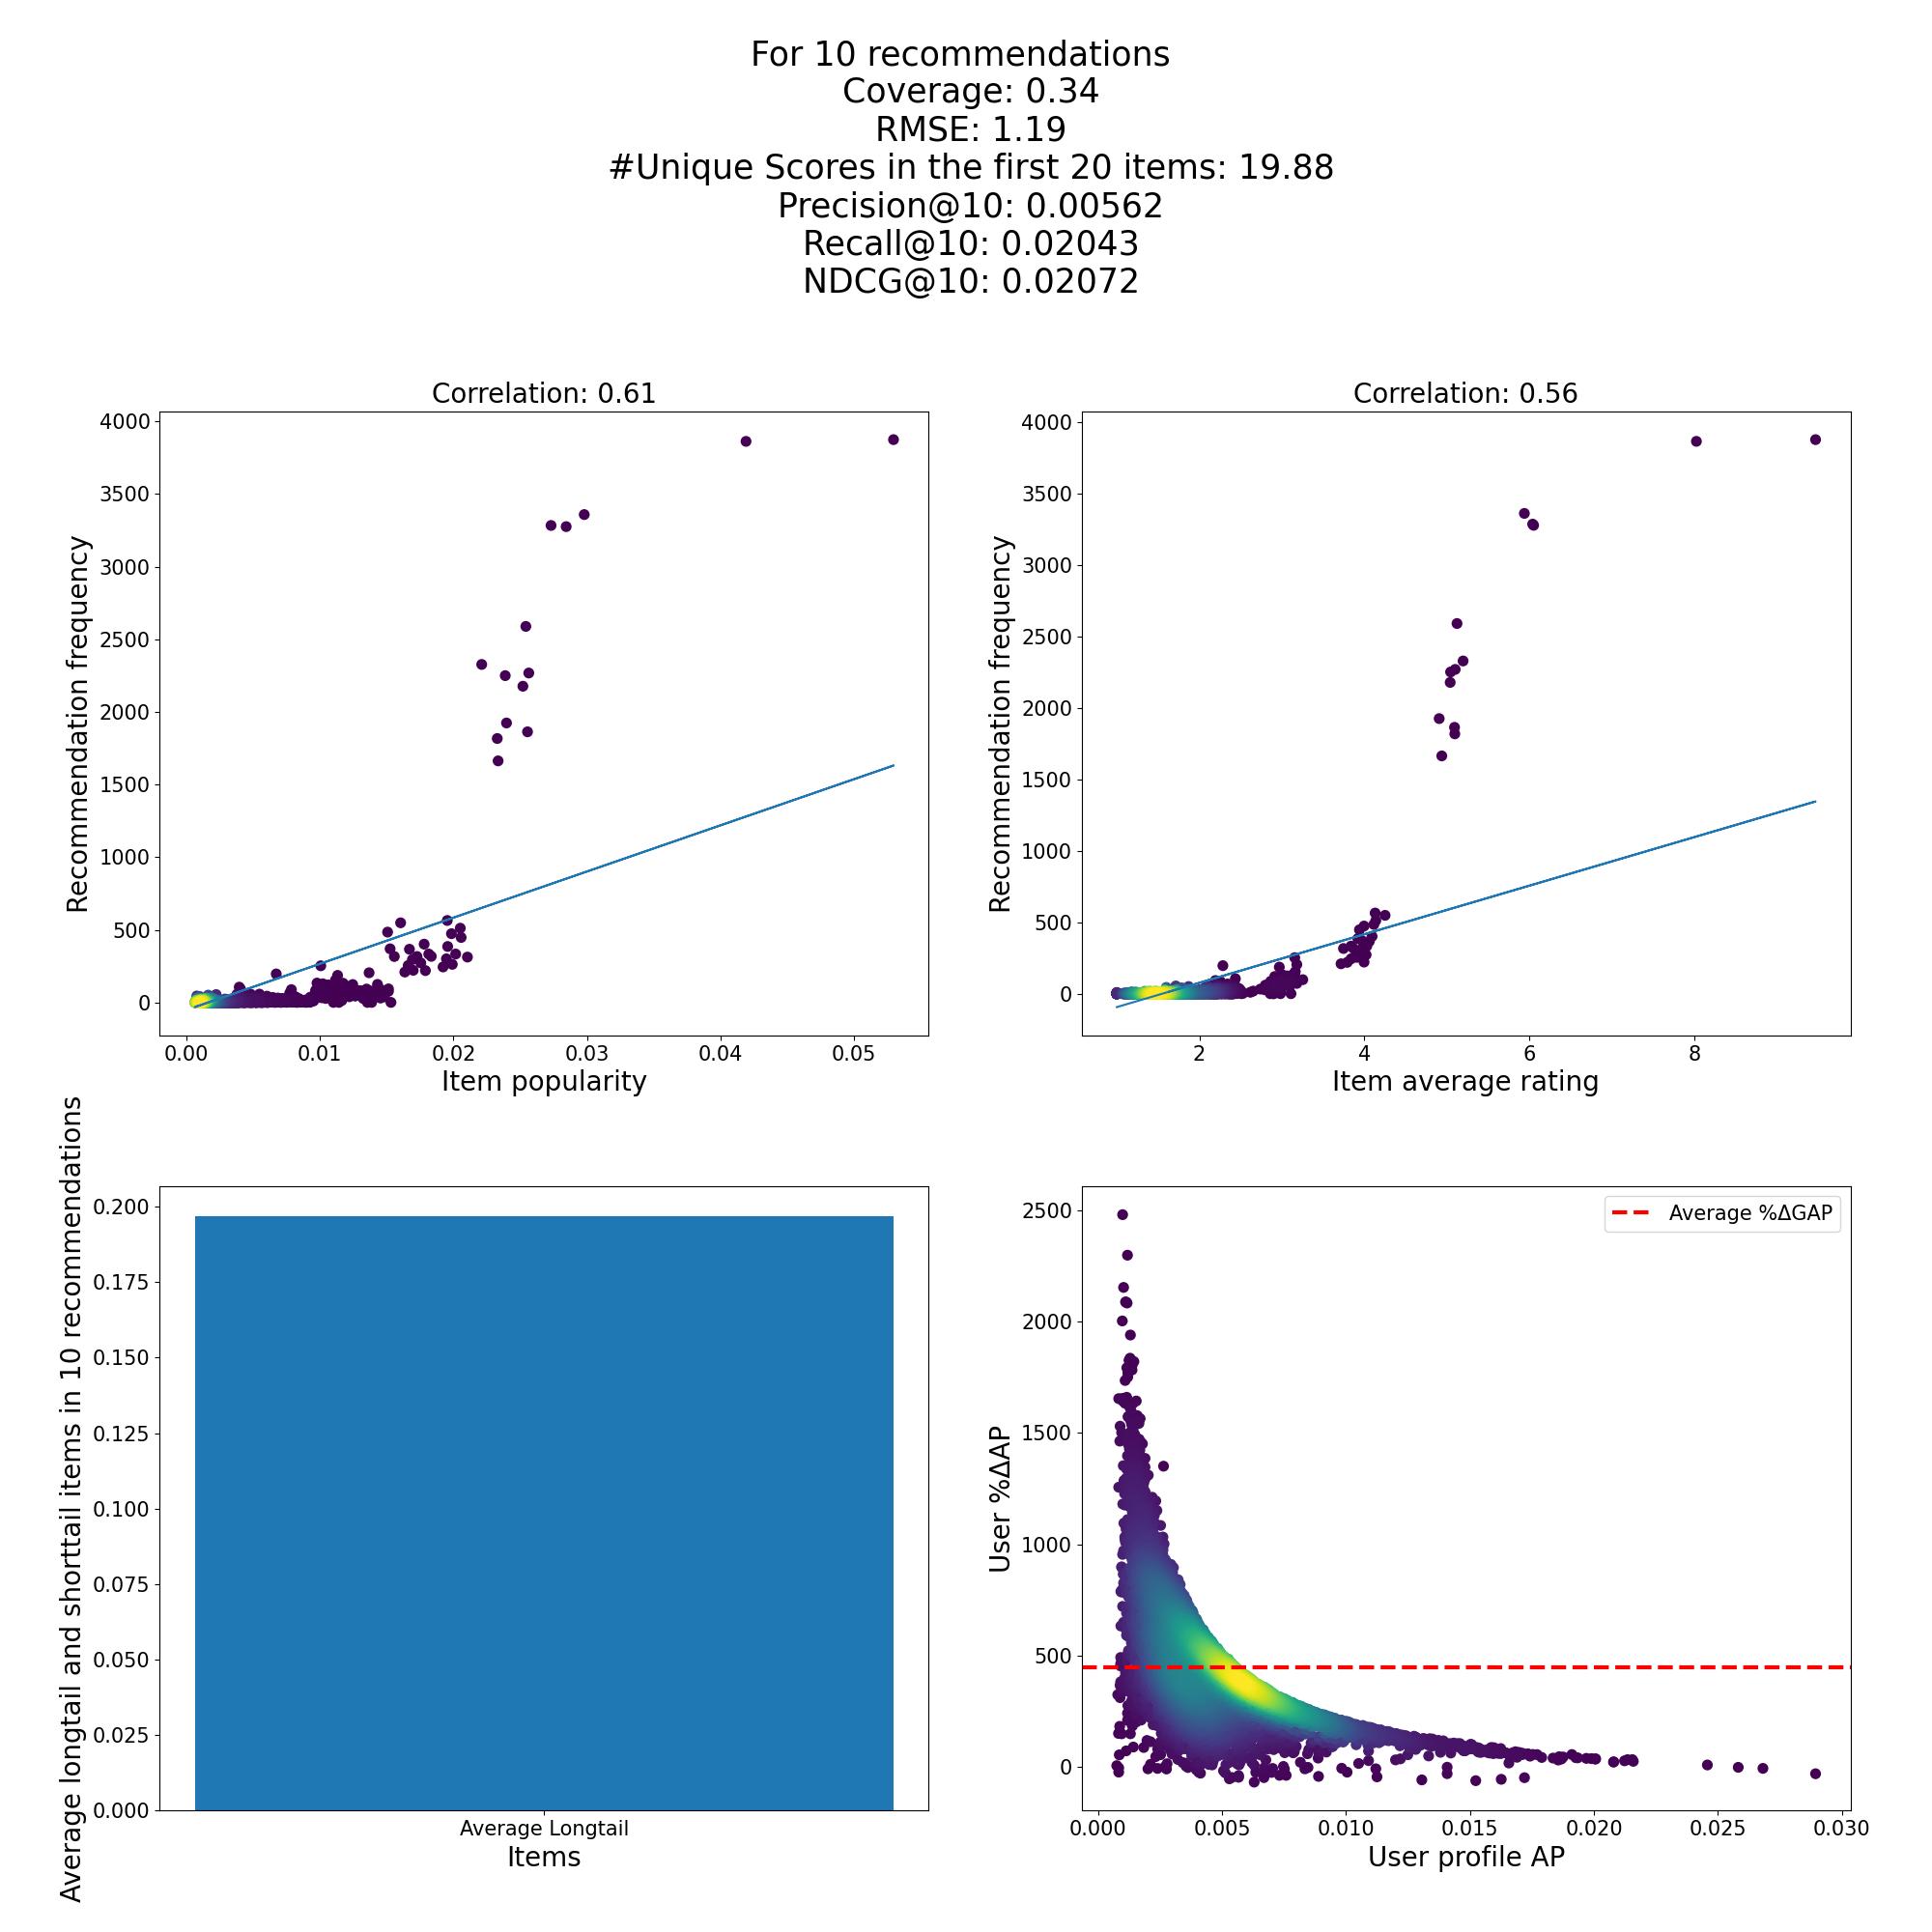 For 10 recommendations
Coverage: 0.34
RMSE: 1.19
#Unique Scores in the first 20 items: 19.88
Precision@10: 0.00562
Recall@10: 0.02043
NDCG@10: 0.02072
Correlation: 0.61
4000
3500
3000
2500
2000
1500
1000
500
0
Recommendation frequency
0.00 0.01 0.02 0.03 0.04 0.05
Item popularity
Correlation: 0.56
4000
3500
3000
2500
2000
1500
1000
500
0
Recommendation frequency
2 4 6 8
Item average rating
0.200
0.175
0.150
0.125
0.100
0.075
0.050
0.025
0.000
Average longtail and shorttail items in 10 recommendations
Average Longtail
Items
Average %ΔGAP
2500
2000
1500
1000
500
0
User %ΔAP
0.000 0.005 0.010 0.015 0.020 0.025 0.030
User profile AP